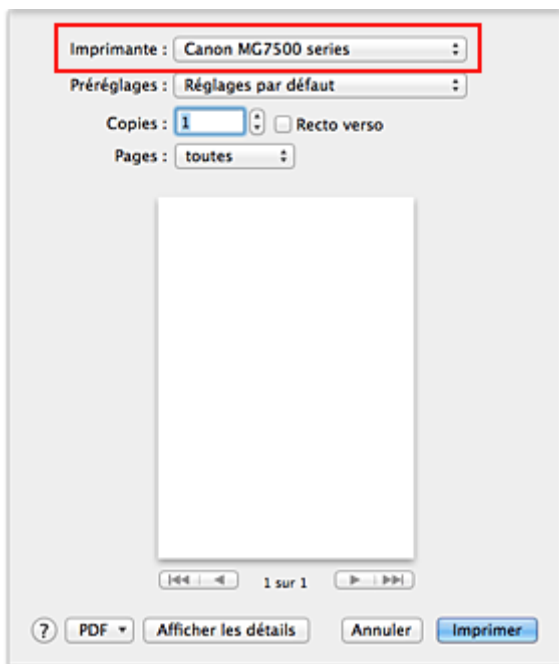 Imprimante : Canon MG7500 series
Préréglages : Réglages par défaut
Copies : 1 Recto verso
Pages : toutes
1 sur 1
? PDF Afficher les détails Annuler Imprimer